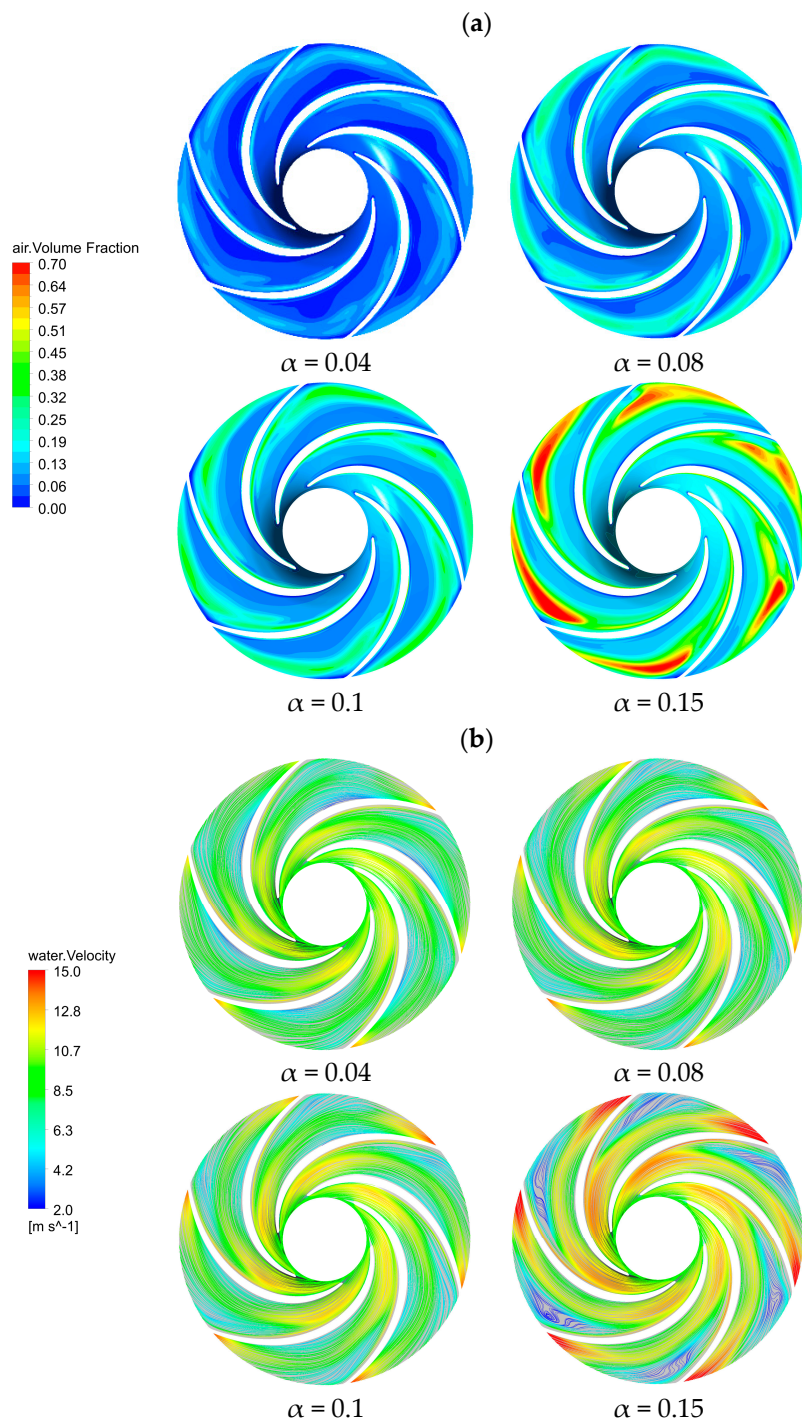 (a)
air.Volume Fraction
0.70
0.64
0.57
0.51
0.45
0.38
0.32
0.25
0.19
0.13
0.06
0.00
α = 0.04
α = 0.08
α = 0.1
α = 0.15
(b)
water.Velocity
15.0
12.8
10.7
8.5
6.3
4.2
2.0
[m s^-1]
α = 0.04
α = 0.08
α = 0.1
α = 0.15